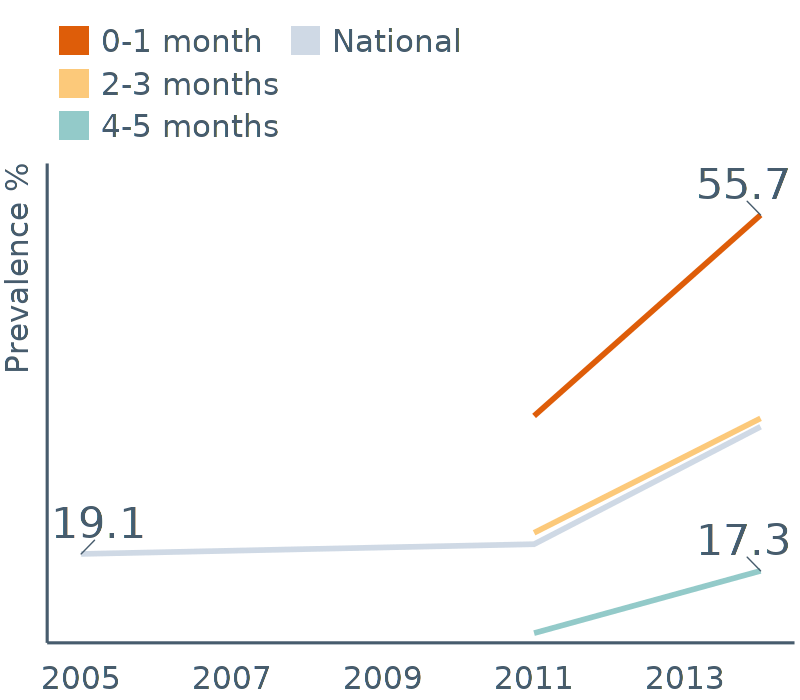 0-1 month
National
2-3 months
4-5 months
Prevalence %
55.7
19.1
17.3
2005 2007 2009 2011 2013